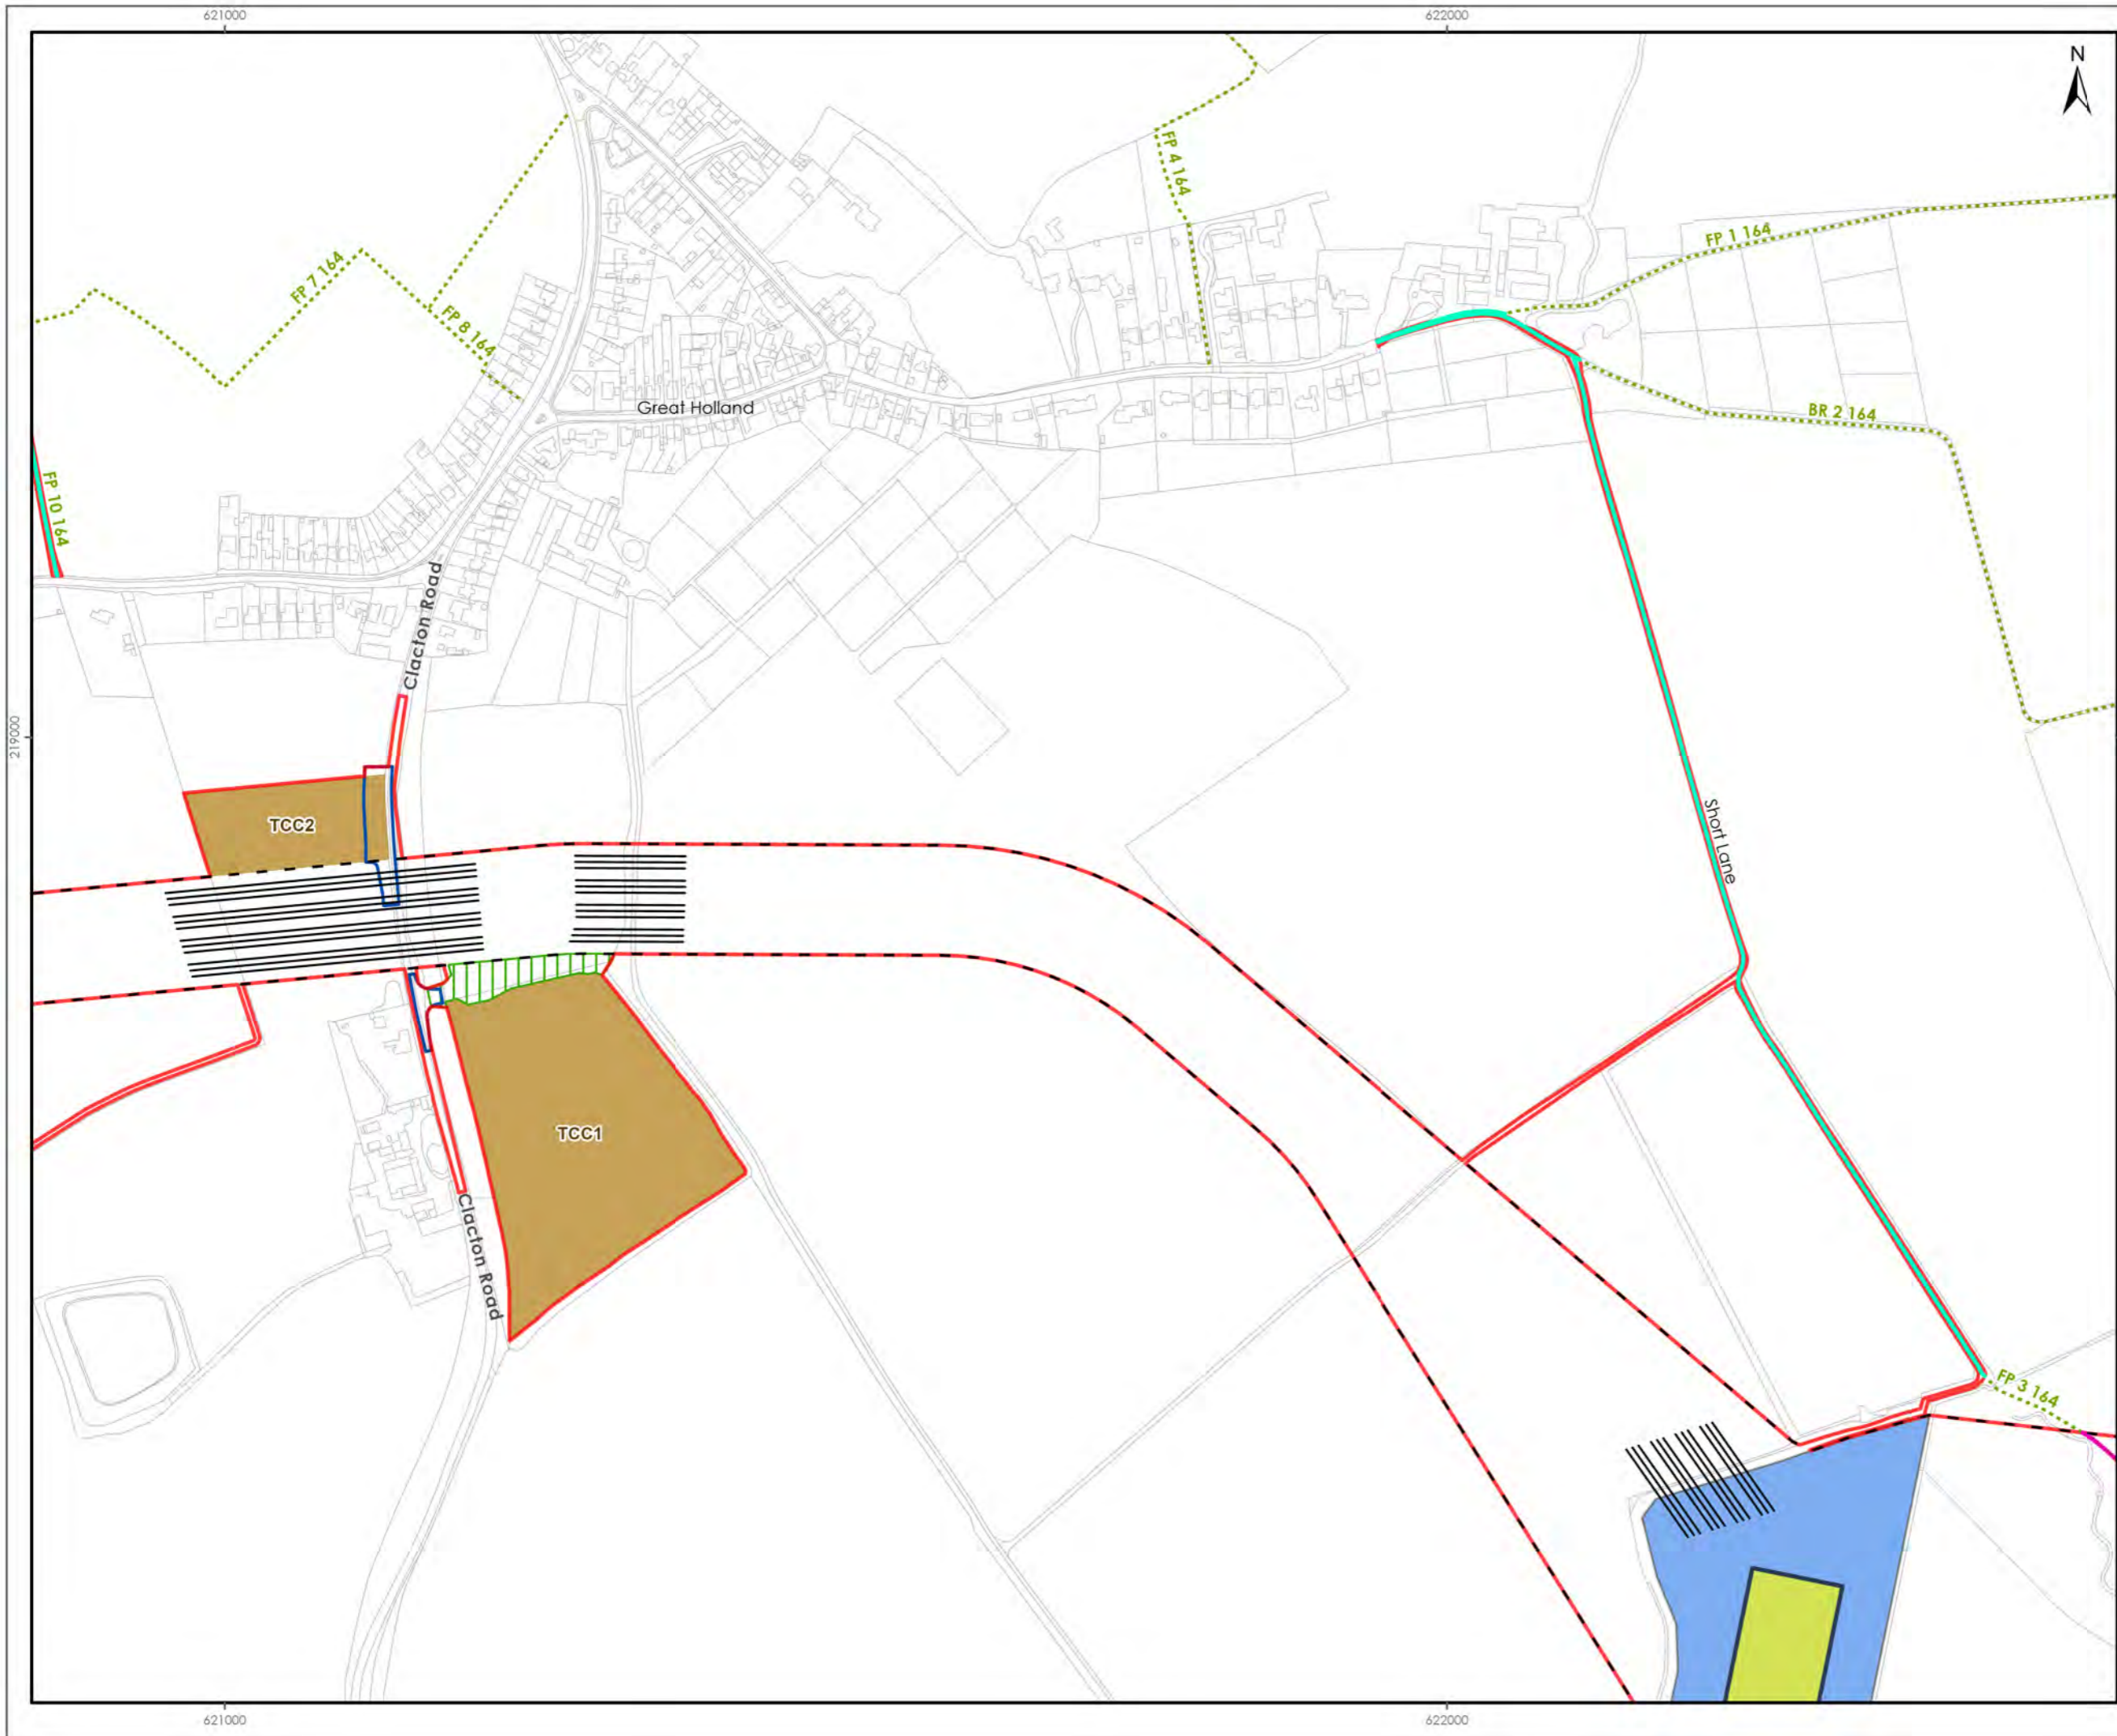 621000
622000
N
FP 4 164
FP 1 164
FP 7 164
FP 8 164
Great Holland
BR 2 164
FP 10 164
Clacton Road
219000
TCC2
Short Lane
TCC1
Clacton Road
FP 3 164
621000
622000